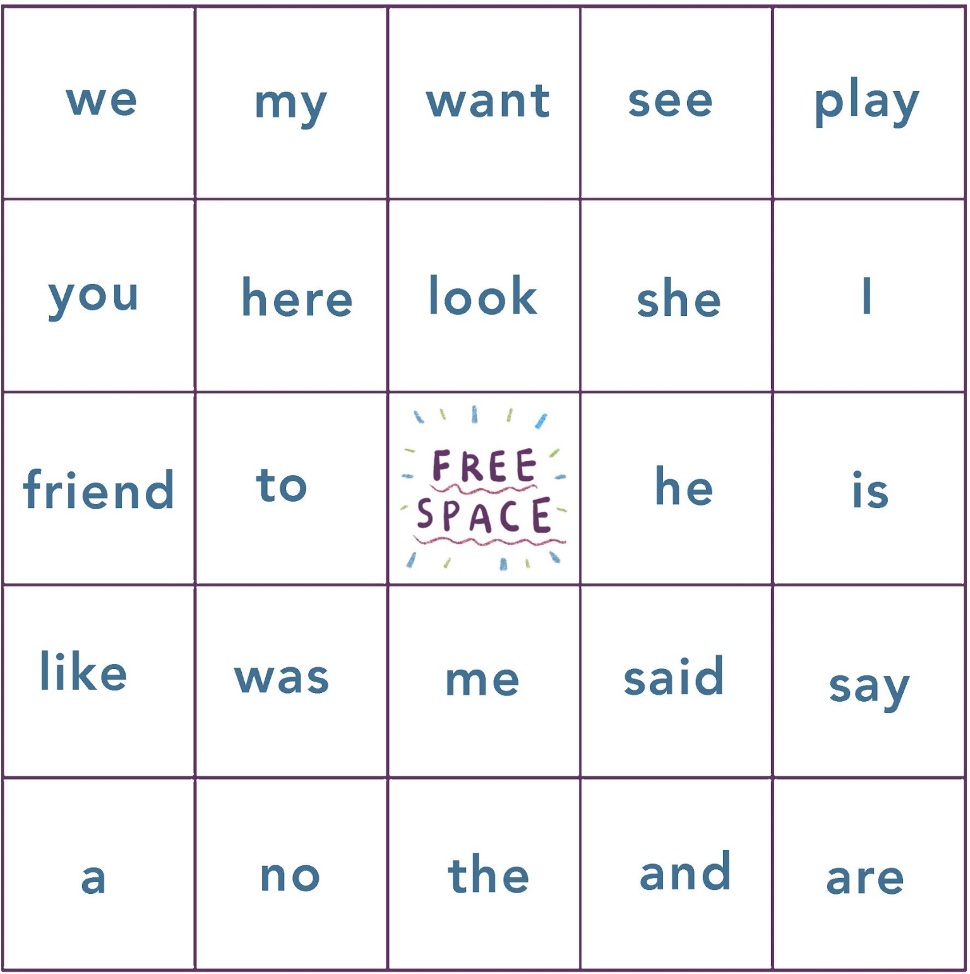 we my want see play
you here look she I
friend to FREE SPACE he is
like was me said say
a no the and are